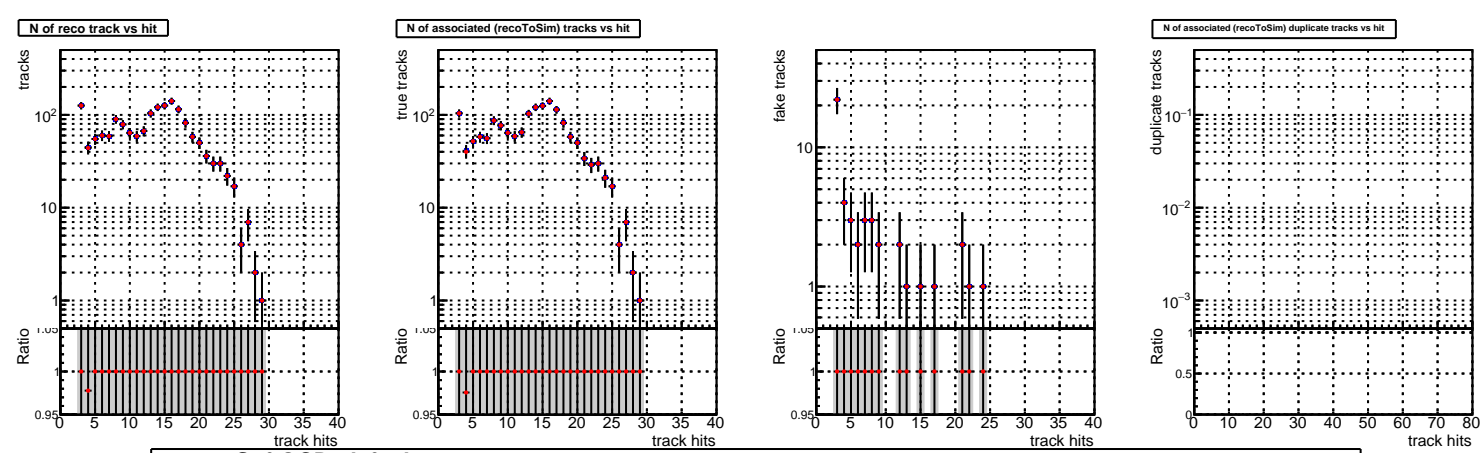 N of reco track vs hit
tracks
10²
10
1
Ratio
1.05
1
0.95
0 5 10 15 20 25 30 35 40
track hits
N of associated (recoToSim) tracks vs hit
true tracks
10²
10
1
Ratio
1.05
1
0.95
0 5 10 15 20 25 30 35 40
track hits
fake tracks
10
1
Ratio
1.05
1
0.95
0 5 10 15 20 25 30 35 40
track hits
N of associated (recoToSim) duplicate tracks vs hit
duplicate tracks
10⁻¹
10⁻²
10⁻³
Ratio
1
0.5
0
0 10 20 30 40 50 60 70 80
track hits